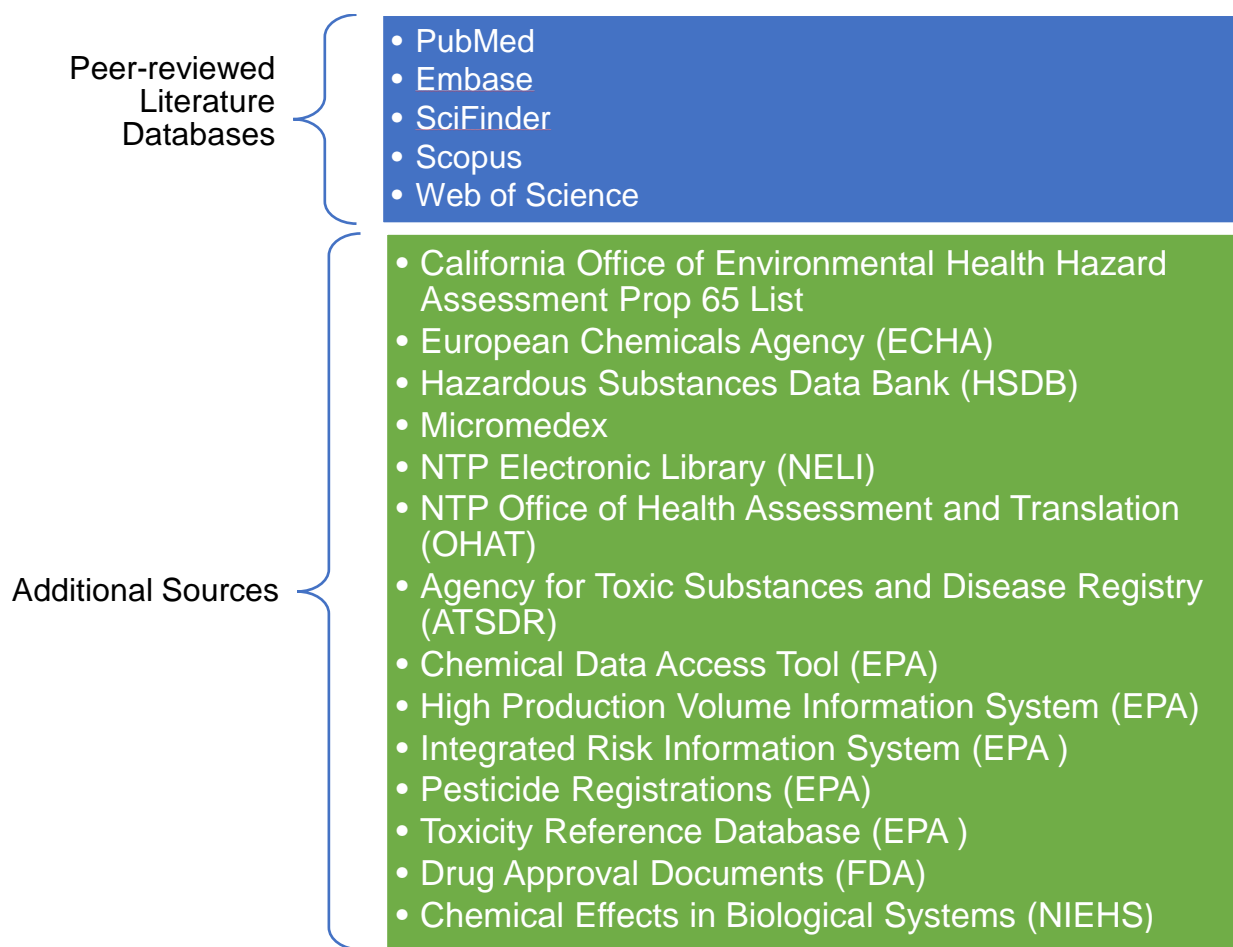 Peer-reviewed
Literature
Databases
• PubMed
• Embase
• SciFinder
• Scopus
• Web of Science
Additional Sources
• California Office of Environmental Health Hazard
Assessment Prop 65 List
• European Chemicals Agency (ECHA)
• Hazardous Substances Data Bank (HSDB)
• Micromedex
• NTP Electronic Library (NELI)
• NTP Office of Health Assessment and Translation
(OHAT)
• Agency for Toxic Substances and Disease Registry
(ATSDR)
• Chemical Data Access Tool (EPA)
• High Production Volume Information System (EPA)
• Integrated Risk Information System (EPA )
• Pesticide Registrations (EPA)
• Toxicity Reference Database (EPA )
• Drug Approval Documents (FDA)
• Chemical Effects in Biological Systems (NIEHS)